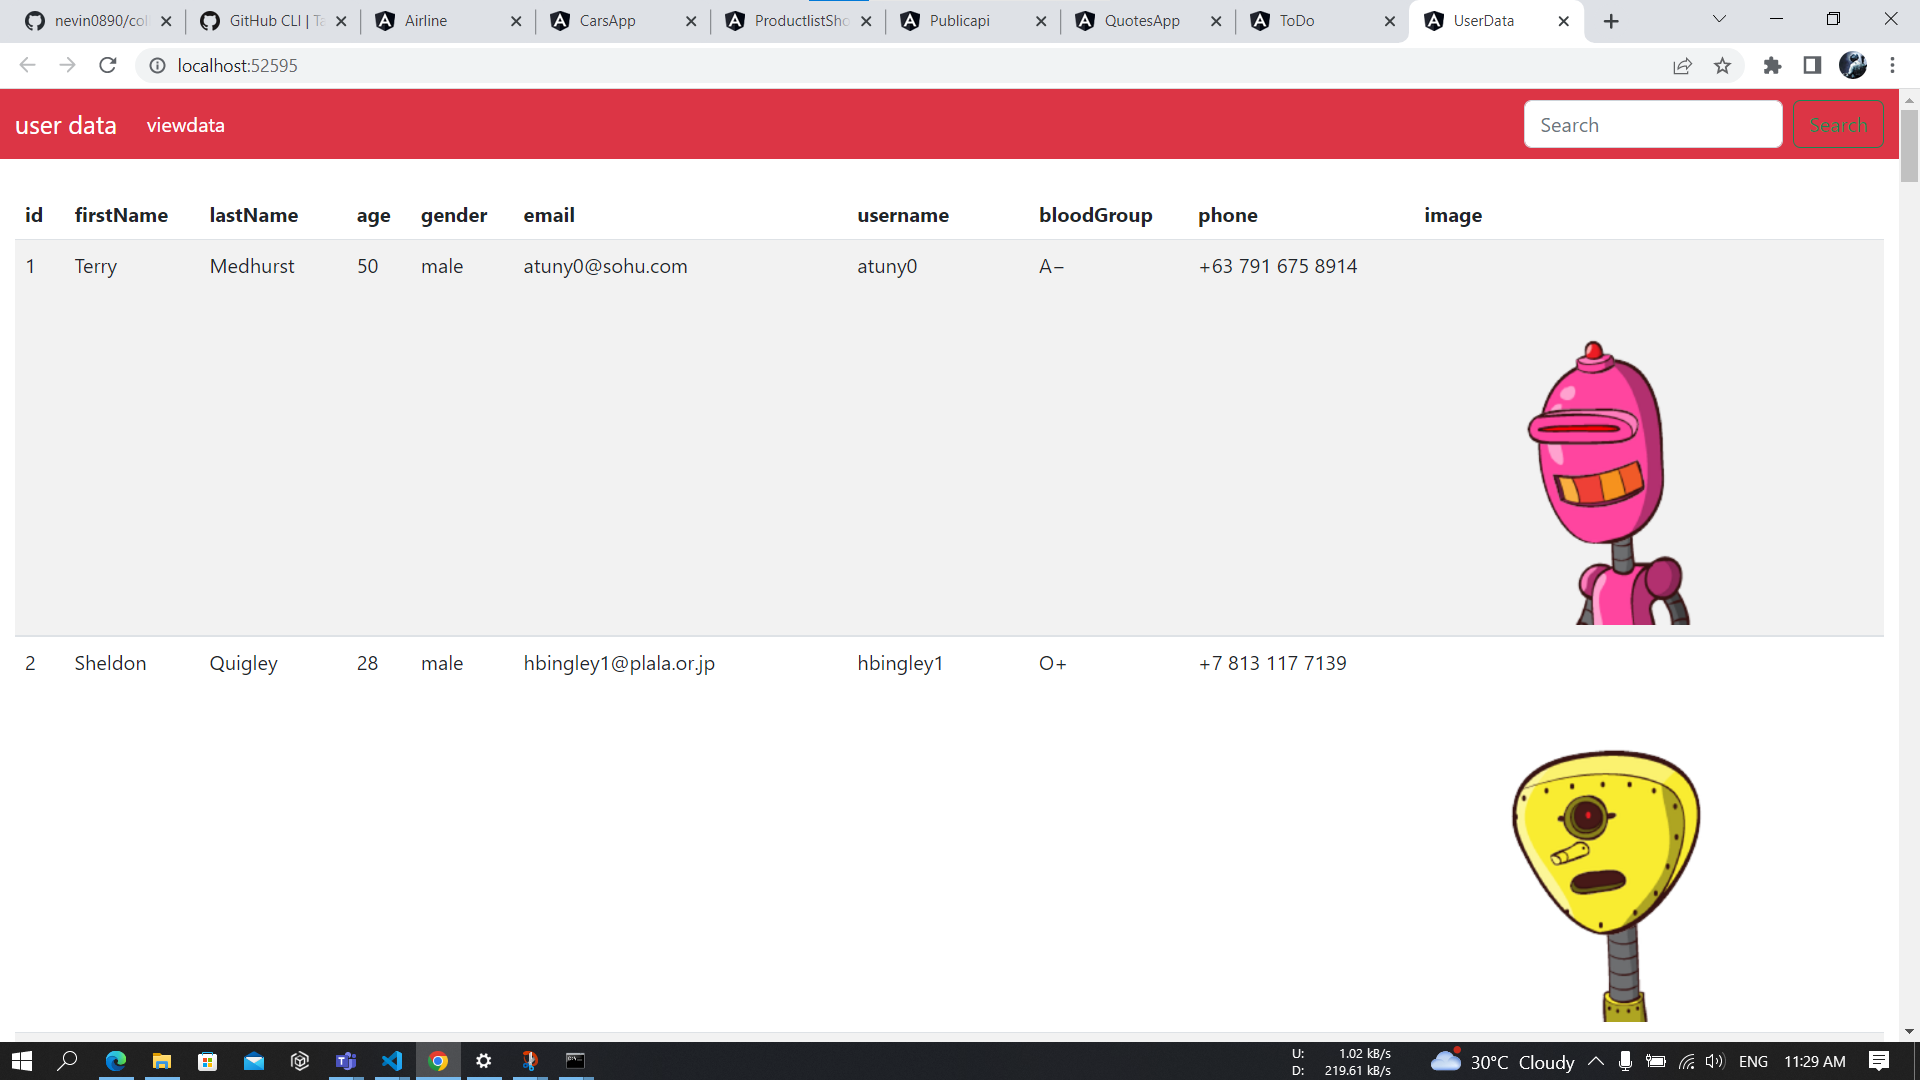 nevin0890/col
GitHub CLI | Ta
Airline
CarsApp
ProductlistSho
Publicapi
QuotesApp
ToDo
UserData
localhost:52595
user data viewdata Search Search
id firstName lastName age gender email username bloodGroup phone image
1 Terry Medhurst 50 male atuny0@sohu.com atuny0 A− +63 791 675 8914
2 Sheldon Quigley 28 male hbingley1@plala.or.jp hbingley1 O+ +7 813 117 7139
U: 1.02 kB/s
D: 219.61 kB/s
30°C Cloudy ENG 11:29 AM